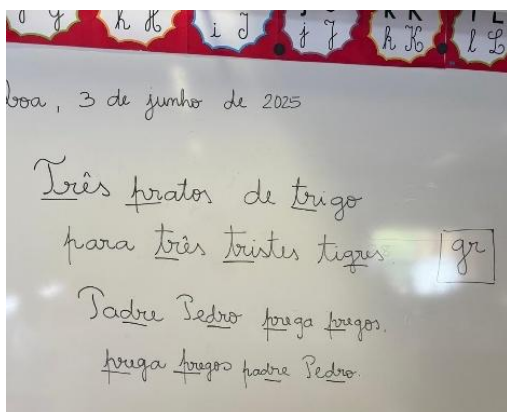 g y h H i J j J k K l L
boa, 3 de junho de 2025
Três pratos de trigo
para três tristes tigres. gr
Padre Pedro prega pregos.
prega pregos padre Pedro.